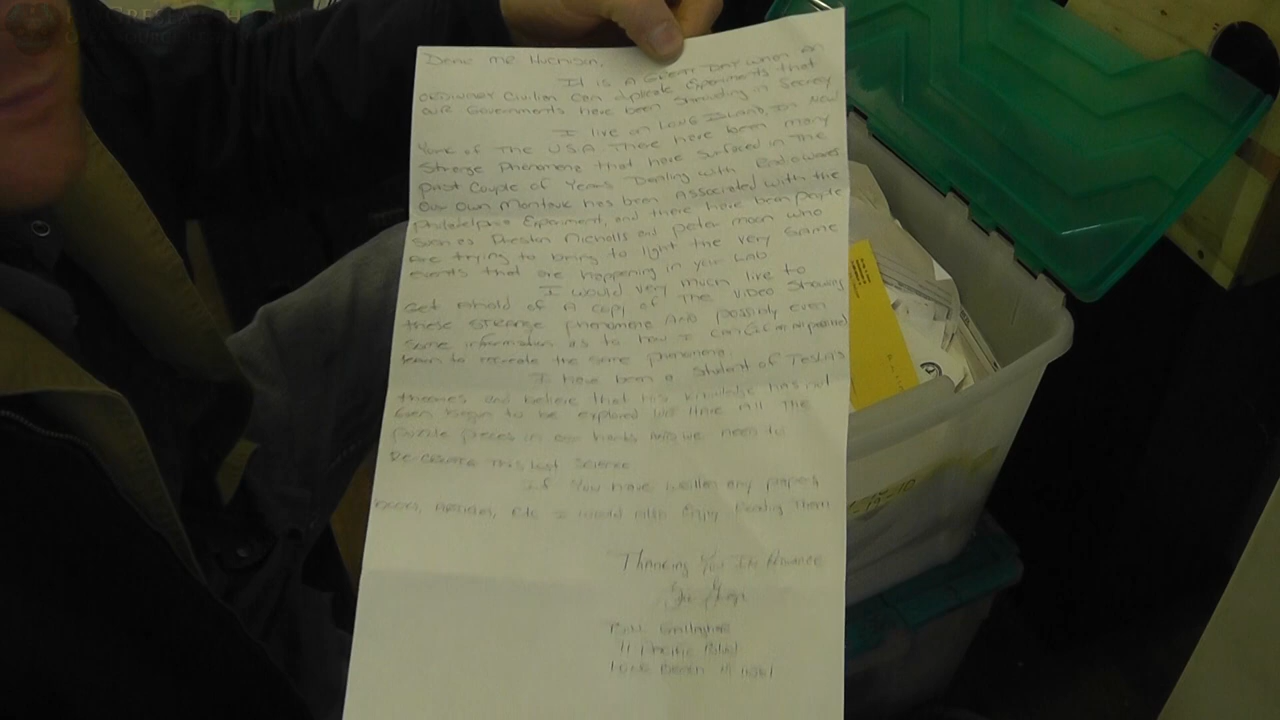 Dear Mr Hutchison,
It is A Great Day when an
ordinary Civilian Can duplicate Experiments that
our Governments have been Shrouding in Secrecy
I live on Long Island, In New
York of The USA. There have been many
Strange Phenomena that have Surfaced in the
past Couple of Years Dealing with Radiowaves
Our Own Montauk has been Associated with the
Philadelphia Experiment, and there have been people
Such as Preston Nicholls and peter moon who
are trying to bring to light the very Same
events that are happening in your Lab
I would very much like to
Get Ahold of A copy of The Video Showing
these STRANGE phenomena AND possibly even
Some information as to how I can
learn to recreate the same phenomena
I have been a Student of Tesla's
theories and believe that his knowledge has not
Even begun to be explored We Have All The
puzzle pieces in our hands we need to
Re-CREATE This Lost Science
If You have written any papers
BOOKS, ARTICLES, Etc I would Also Enjoy Reading Them
Thanking You In Advance
Gallagher
Pacific
Long Beach